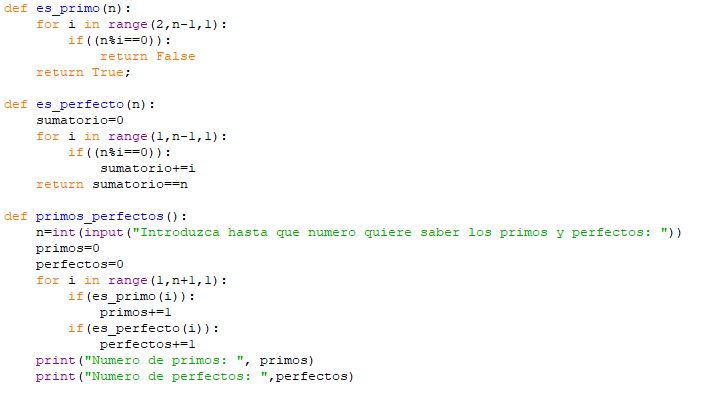 def es_primo(n):
    for i in range(2,n-1,1):
        if((n%i==0)):
            return False
    return True;

def es_perfecto(n):
    sumatorio=0
    for i in range(1,n-1,1):
        if((n%i==0)):
            sumatorio+=i
    return sumatorio==n

def primos_perfectos():
    n=int(input("Introduzca hasta que numero quiere saber los primos y perfectos: "))
    primos=0
    perfectos=0
    for i in range(1,n+1,1):
        if(es_primo(i)):
            primos+=1
        if(es_perfecto(i)):
            perfectos+=1
    print("Numero de primos: ", primos)
    print("Numero de perfectos: ",perfectos)